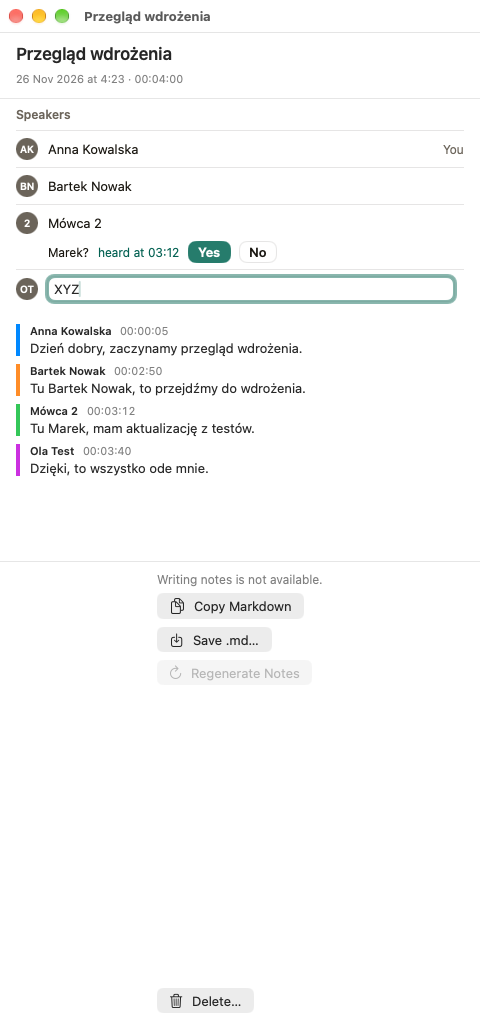 Przegląd wdrożenia
Przegląd wdrożenia
26 Nov 2026 at 4:23 · 00:04:00
Speakers
AK Anna Kowalska You
BN Bartek Nowak
2 Mówca 2
Marek? heard at 03:12 Yes No
OT XYZ
Anna Kowalska 00:00:05
Dzień dobry, zaczynamy przegląd wdrożenia.
Bartek Nowak 00:02:50
Tu Bartek Nowak, to przejdźmy do wdrożenia.
Mówca 2 00:03:12
Tu Marek, mam aktualizację z testów.
Ola Test 00:03:40
Dzięki, to wszystko ode mnie.
Writing notes is not available.
Copy Markdown
Save .md...
Regenerate Notes
Delete...